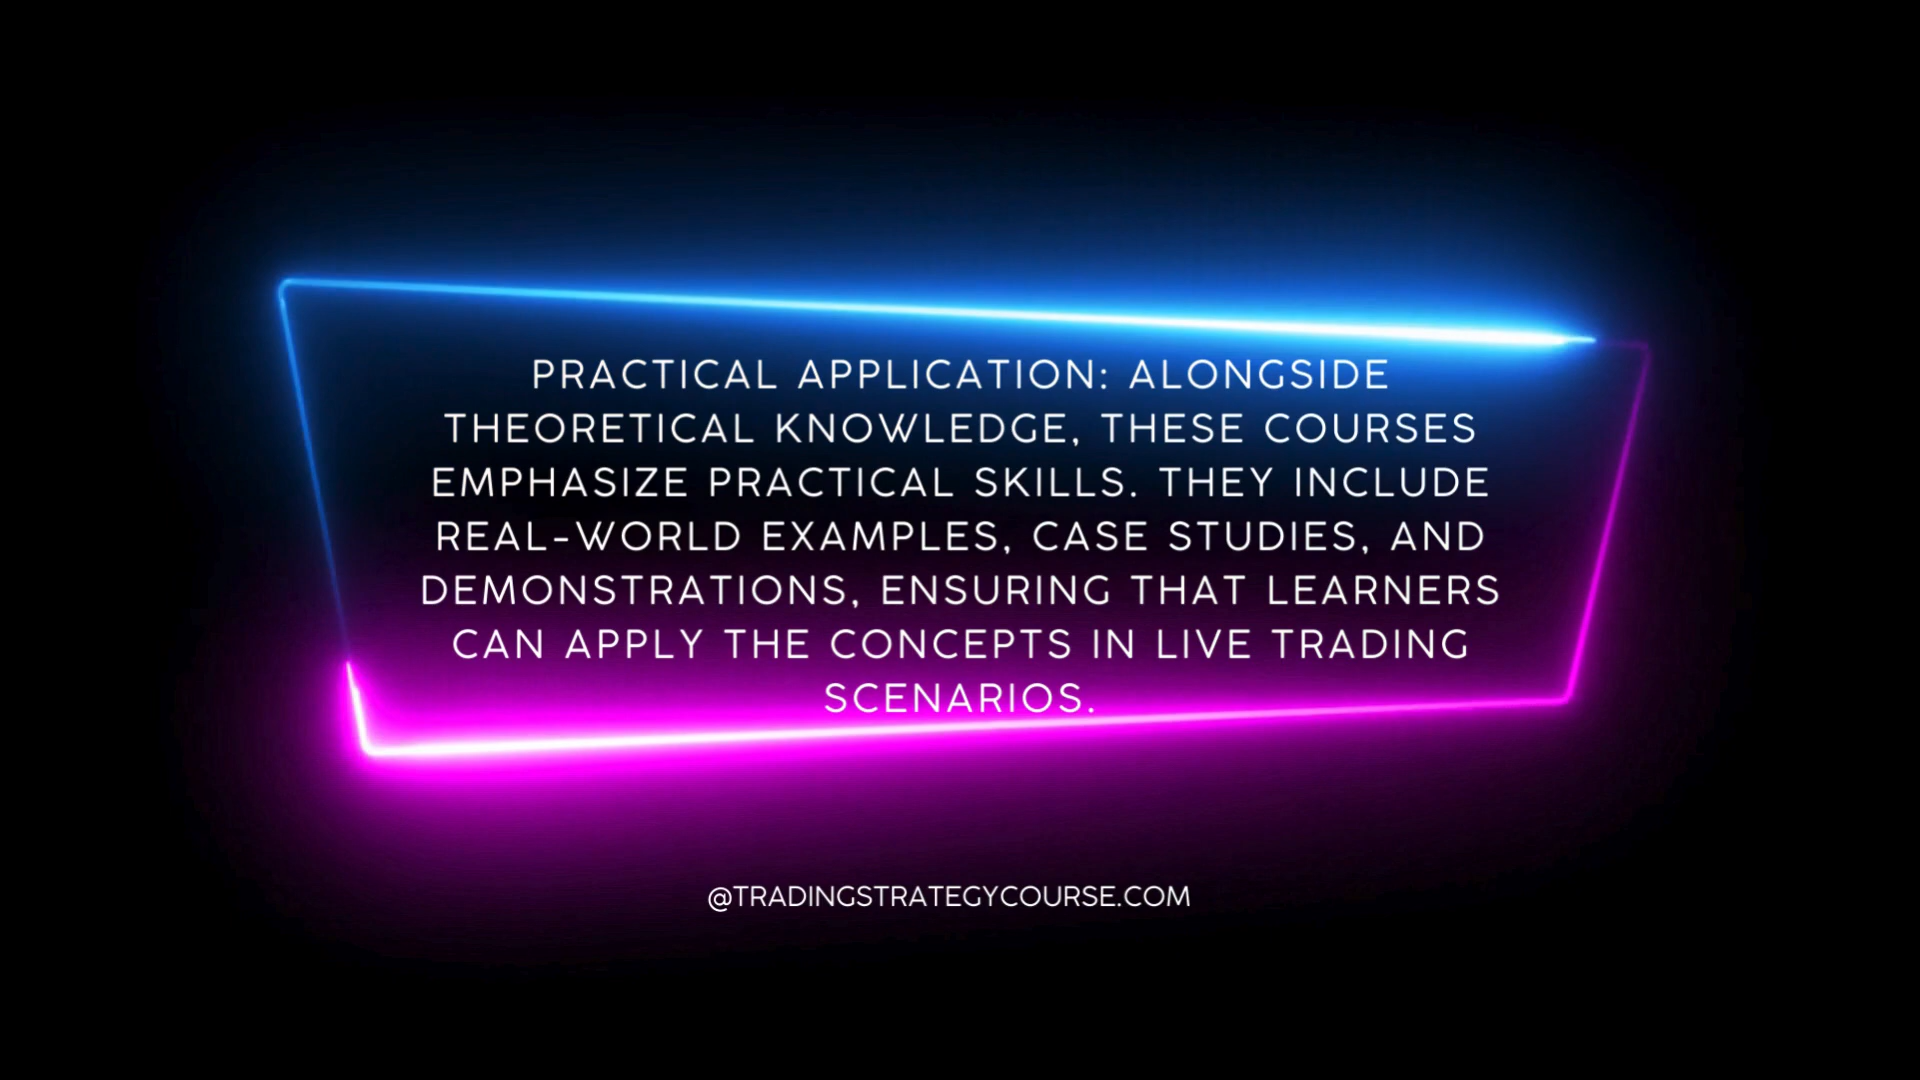 PRACTICAL APPLICATION: ALONGSIDE
THEORETICAL KNOWLEDGE, THESE COURSES
EMPHASIZE PRACTICAL SKILLS. THEY INCLUDE
REAL-WORLD EXAMPLES, CASE STUDIES, AND
DEMONSTRATIONS, ENSURING THAT LEARNERS
CAN APPLY THE CONCEPTS IN LIVE TRADING
SCENARIOS.
@TRADINGSTRATEGYCOURSE.COM